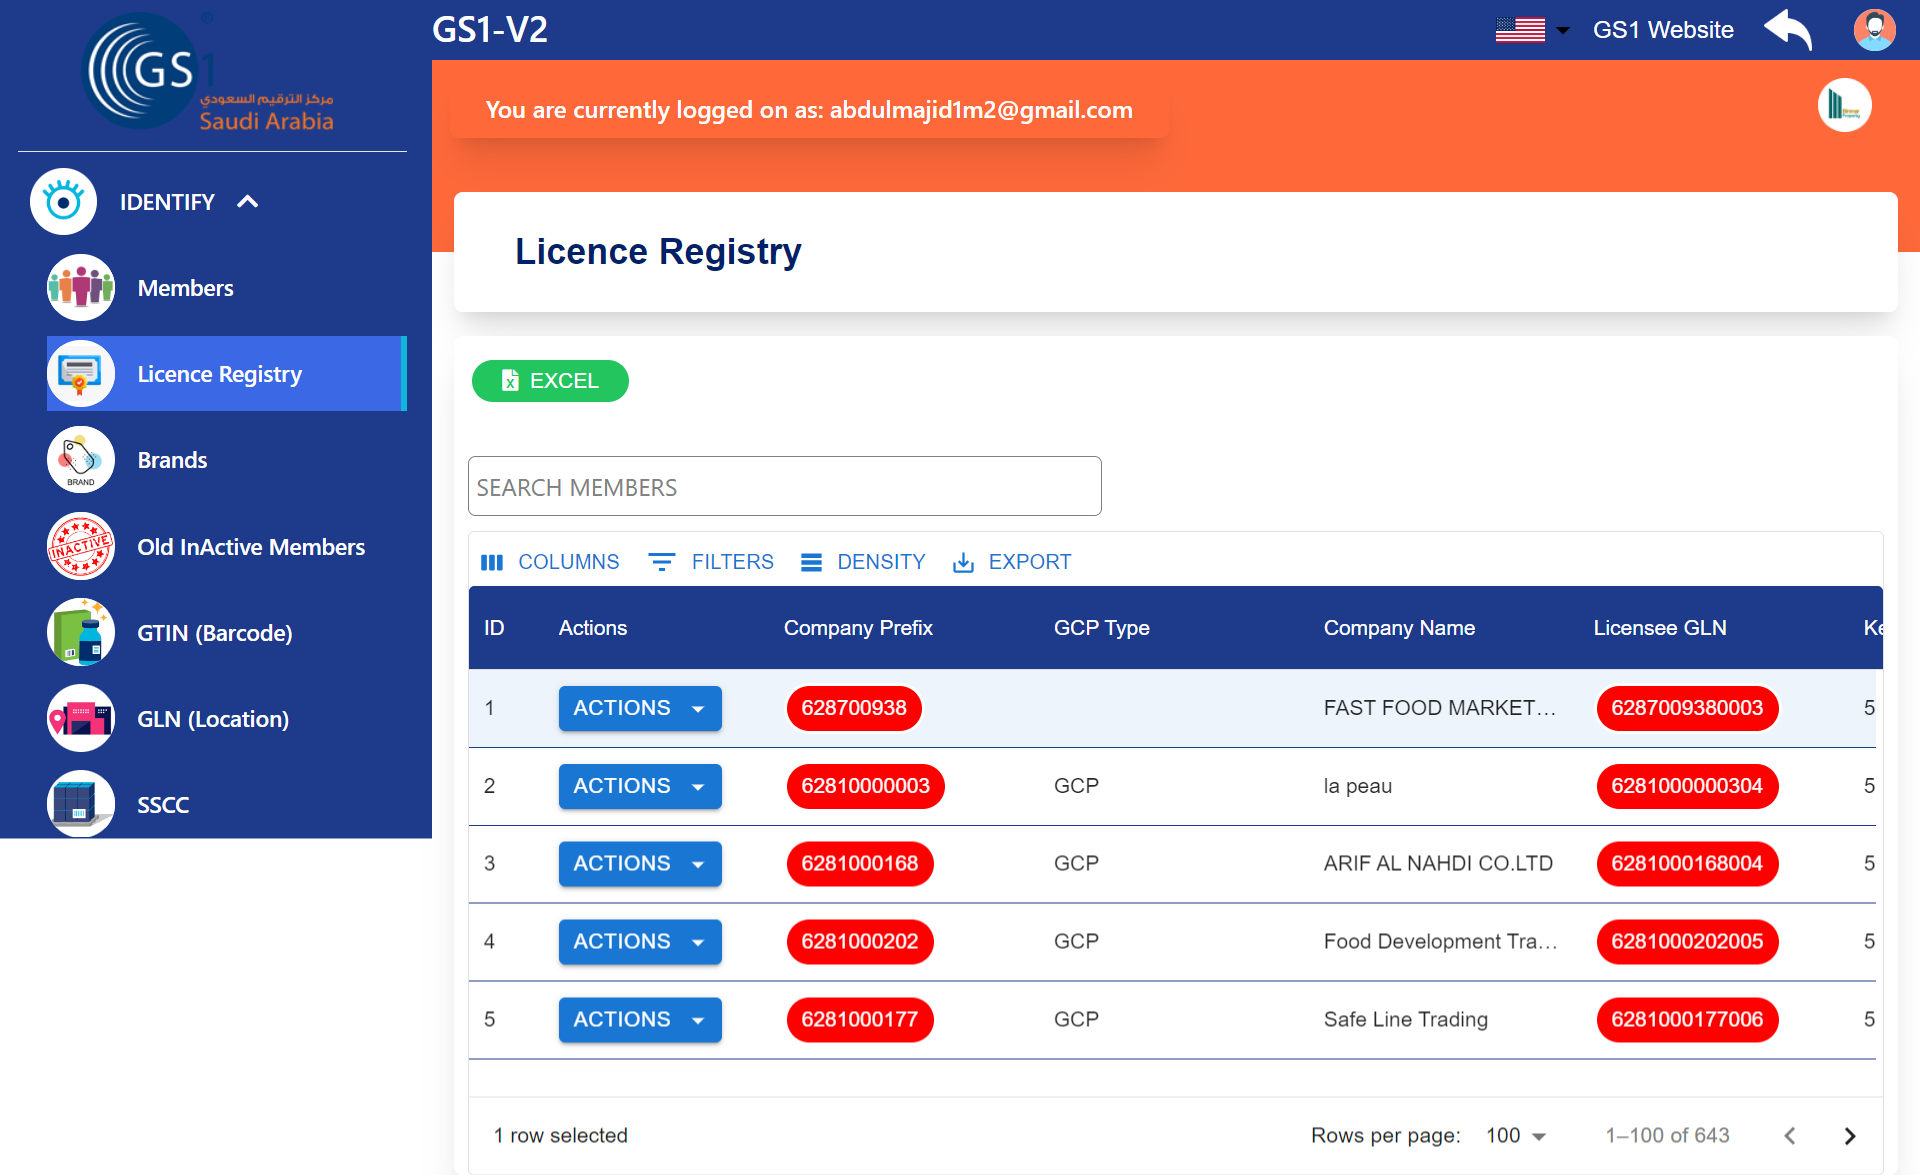 GS1
®
مركز الترقيم السعودي
Saudi Arabia
IDENTIFY
Members
Licence Registry
BRAND
Brands
INACTIVE
Old InActive Members
GTIN (Barcode)
GLN (Location)
SSCC
GS1-V2
GS1 Website
You are currently logged on as: abdulmajid1m2@gmail.com
Licence Registry
EXCEL
SEARCH MEMBERS
COLUMNS FILTERS DENSITY EXPORT
ID Actions Company Prefix GCP Type Company Name Licensee GLN Ke
1 ACTIONS 628700938 FAST FOOD MARKET… 6287009380003 5
2 ACTIONS 62810000003 GCP la peau 6281000000304 5
3 ACTIONS 6281000168 GCP ARIF AL NAHDI CO.LTD 6281000168004 5
4 ACTIONS 6281000202 GCP Food Development Tra… 6281000202005 5
5 ACTIONS 6281000177 GCP Safe Line Trading 6281000177006 5
1 row selected Rows per page: 100 1–100 of 643